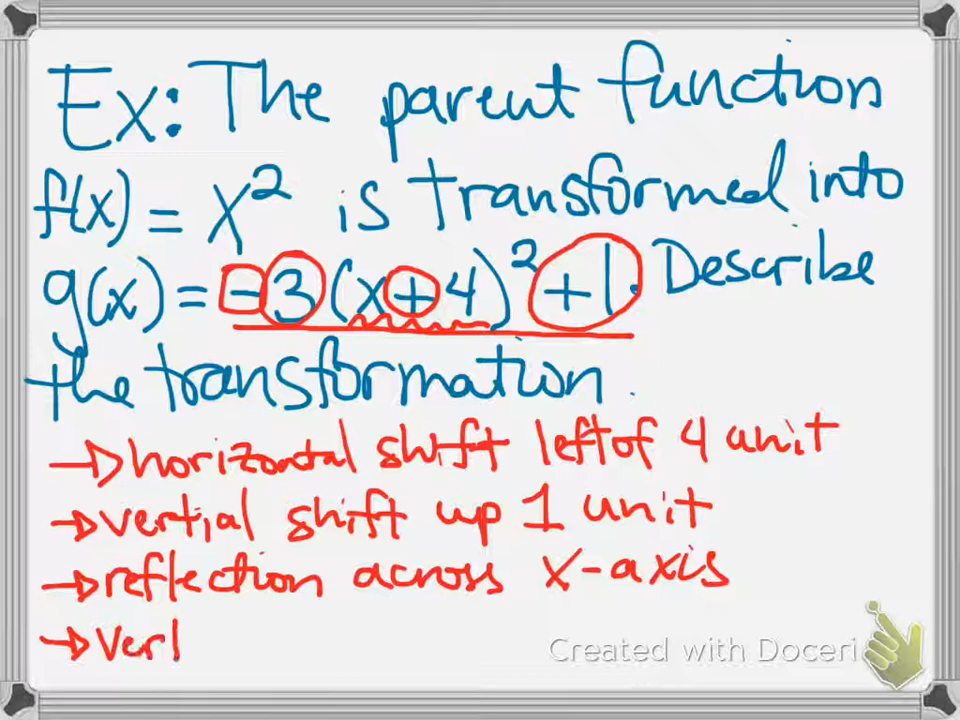 Ex: The parent function
f(x) = x² is transformed into
g(x) = -3(x+4)² +1. Describe
the transformation.
→ horizontal shift left of 4 unit
→ vertial shift up 1 unit
→ reflection across x-axis
→ ver
Created with Doceri